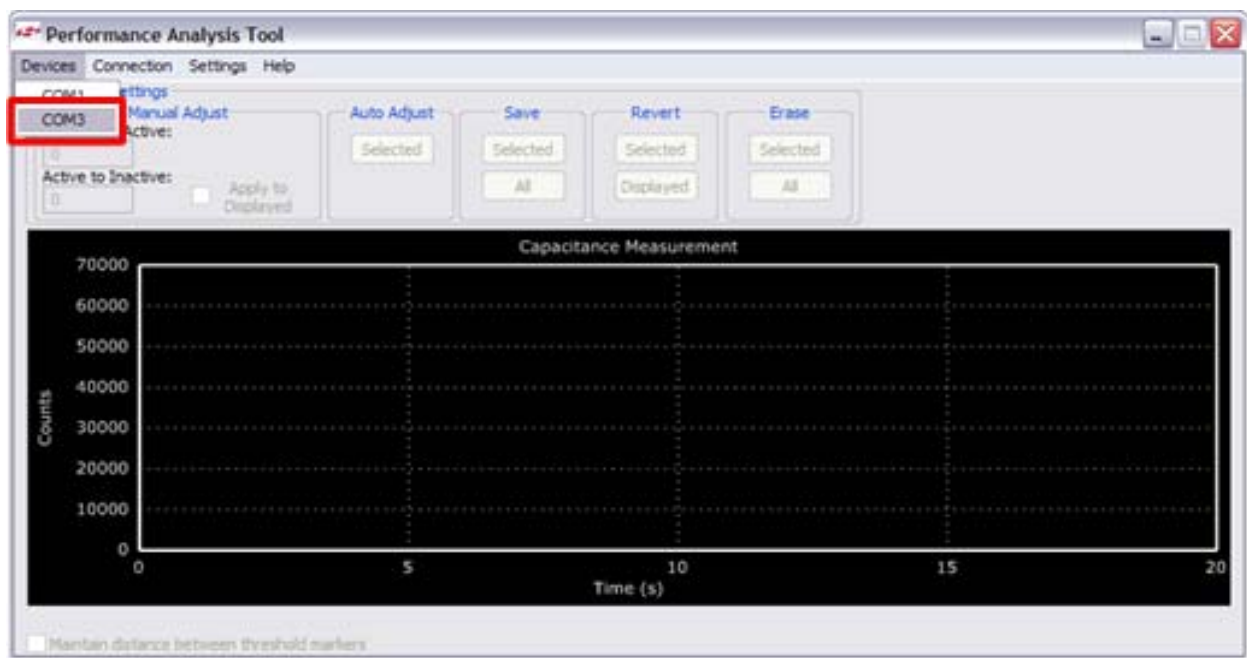 Performance Analysis Tool
Devices Connection Settings Help
COM1
ettings
COM3
Manual Adjust
Auto Adjust
Save
Revert
Erase
Active:
0
Selected
Selected
Selected
Selected
Active to Inactive:
0
Apply to
Displayed
All
Displayed
All
Capacitance Measurement
70000
60000
50000
40000
30000
20000
10000
0
Counts
0 5 10 15 20
Time (s)
Maintain distance between threshold markers